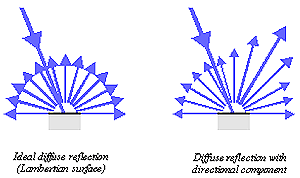 Ideal diffuse reflection
(Lambertian surface)
Diffuse reflection with
directional component